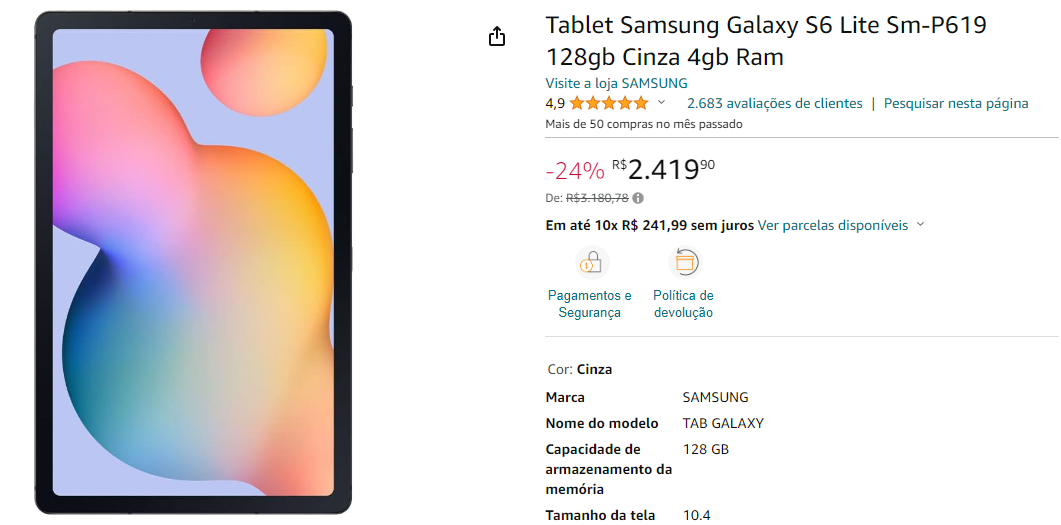 Tablet Samsung Galaxy S6 Lite Sm-P619
128gb Cinza 4gb Ram
Visite a loja SAMSUNG
4,9 2.683 avaliações de clientes | Pesquisar nesta página
Mais de 50 compras no mês passado
-24% R$2.41990
De: R$3.180,78
Em até 10x R$ 241,99 sem juros Ver parcelas disponíveis
Pagamentos e Política de
Segurança devolução
Cor: Cinza
Marca SAMSUNG
Nome do modelo TAB GALAXY
Capacidade de 128 GB
armazenamento da
memória
Tamanho da tela 10.4